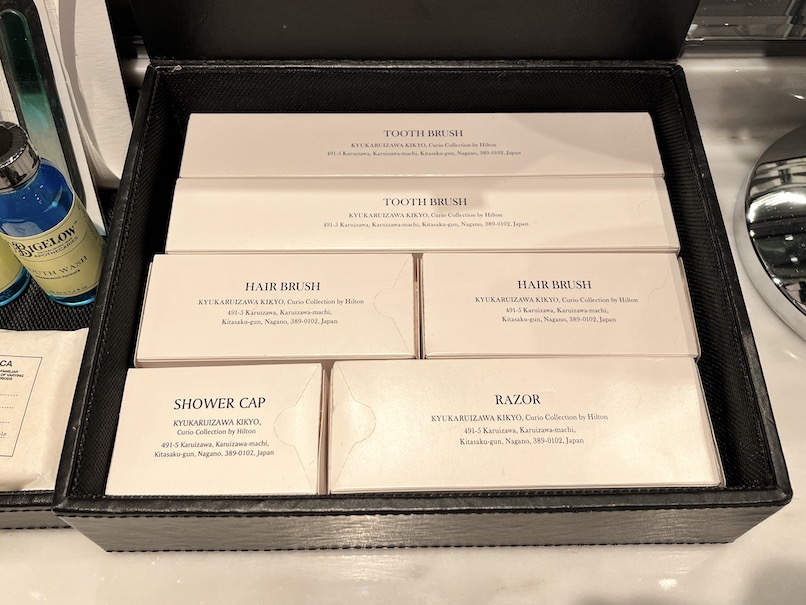 TOOTH BRUSH
KYUKARUIZAWA KIKYO, Curio Collection by Hilton
491-5 Karuizawa, Karuizawa-machi, Kitasaku-gun, Nagano, 389-0102, Japan
TOOTH BRUSH
KYUKARUIZAWA KIKYO, Curio Collection by Hilton
491-5 Karuizawa, Karuizawa-machi, Kitasaku-gun, Nagano, 389-0102, Japan
HAIR BRUSH
KYUKARUIZAWA KIKYO, Curio Collection by Hilton
491-5 Karuizawa, Karuizawa-machi,
Kitasaku-gun, Nagano, 389-0102, Japan
HAIR BRUSH
KYUKARUIZAWA KIKYO, Curio Collection by Hilton
491-5 Karuizawa, Karuizawa-machi,
Kitasaku-gun, Nagano, 389-0102, Japan
SHOWER CAP
KYUKARUIZAWA KIKYO,
Curio Collection by Hilton
491-5 Karuizawa, Karuizawa-machi,
Kitasaku-gun, Nagano, 389-0102, Japan
RAZOR
KYUKARUIZAWA KIKYO, Curio Collection by Hilton
491-5 Karuizawa, Karuizawa-machi,
Kitasaku-gun, Nagano, 389-0102, Japan
BIGELOW
APOTHECARIES
OUTH WASH
CA
FAMILIAR
OF VARYING